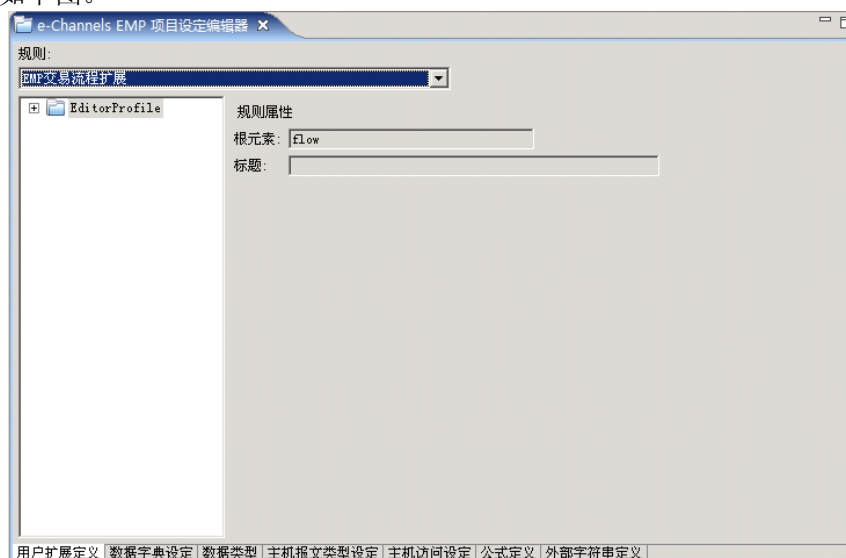 如下图。
e-Channels EMP 项目设定编辑器
规则:
EMP交易流程扩展
EditorProfile
规则属性
根元素: flow
标题:
用户扩展定义 数据字典设定 数据类型 主机报文类型设定 主机访问设定 公式定义 外部字符串定义